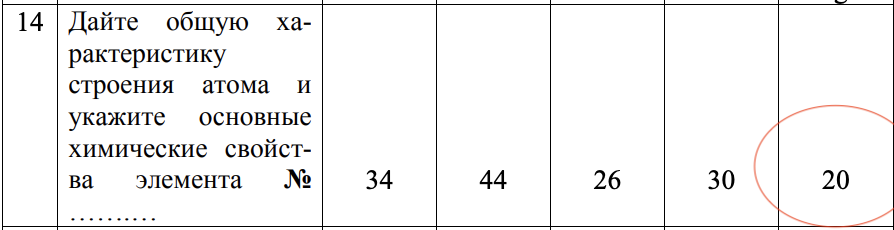 14 Дайте общую ха-
рактеристику
строения атома и
укажите основные
химические свойст-
ва элемента № 34 44 26 30 20
……..…